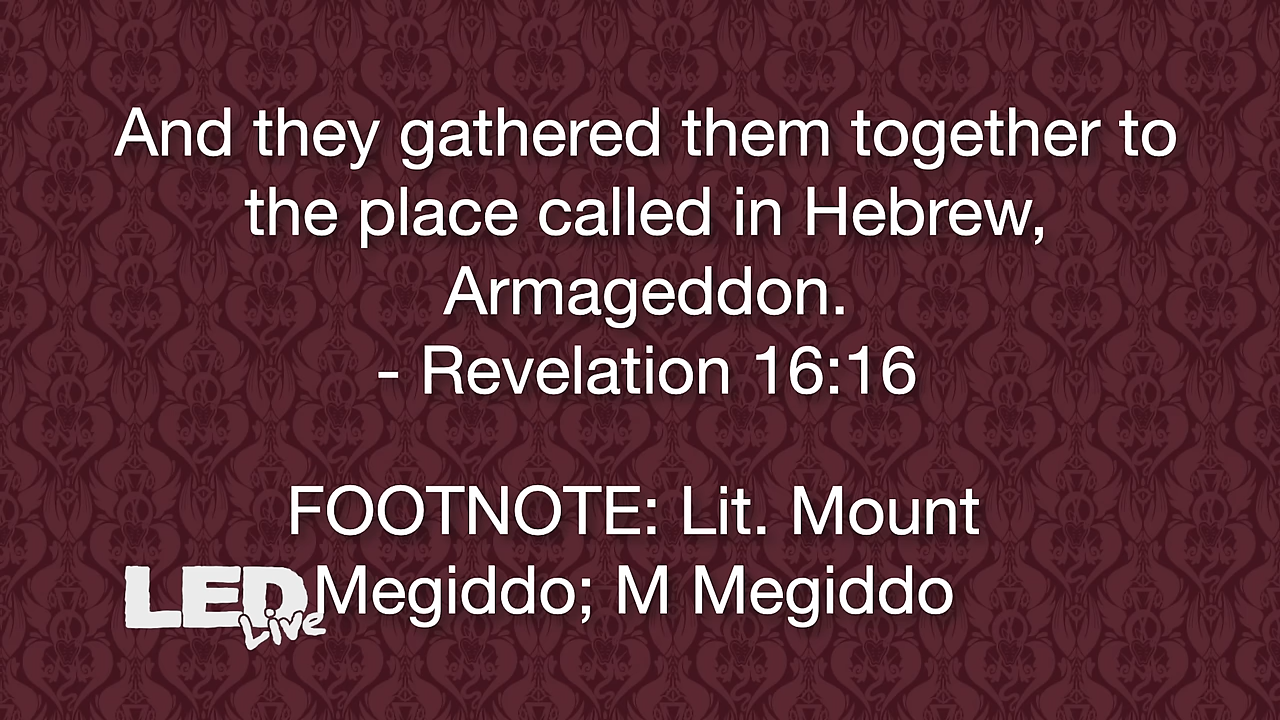 And they gathered them together to
the place called in Hebrew,
Armageddon.
- Revelation 16:16
FOOTNOTE: Lit. Mount
Megiddo; M Megiddo
LED
Live